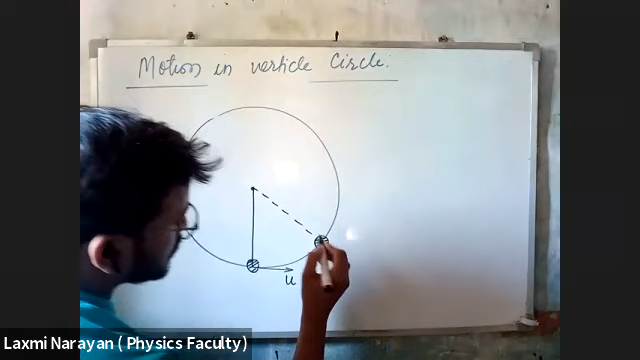 Motion in verticle Circle.
u
Laxmi Narayan ( Physics Faculty)